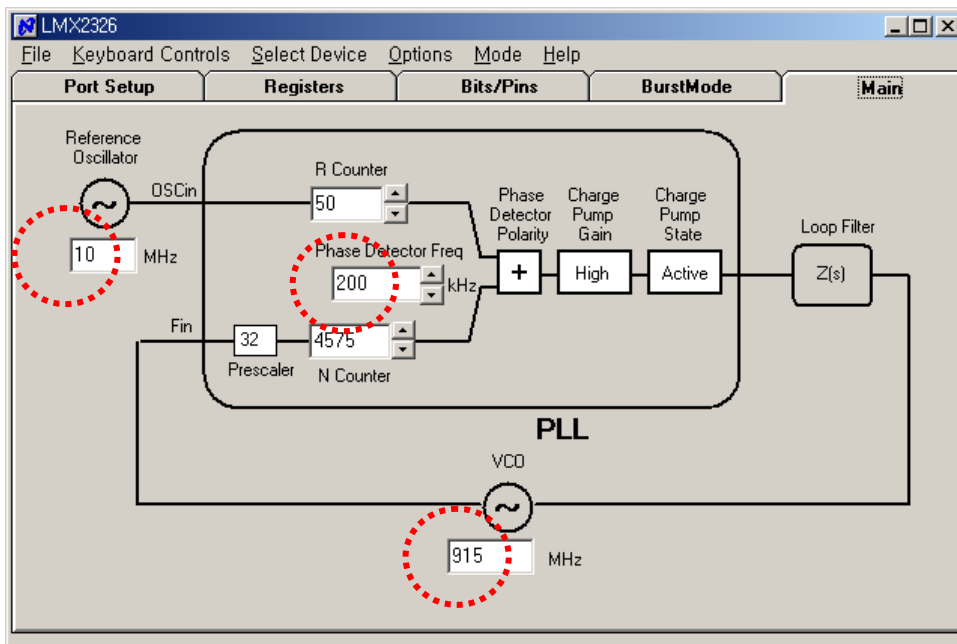 LMX2326
File Keyboard Controls Select Device Options Mode Help
Port Setup Registers Bits/Pins BurstMode Main
Reference
Oscillator
OSCin
10 MHz
R Counter
50
Phase Detector Freq
200 kHz
Fin
32
Prescaler
4575
N Counter
Phase
Detector
Polarity
+
Charge
Pump
Gain
High
Charge
Pump
State
Active
Loop Filter
Z(s)
PLL
VCO
915 MHz